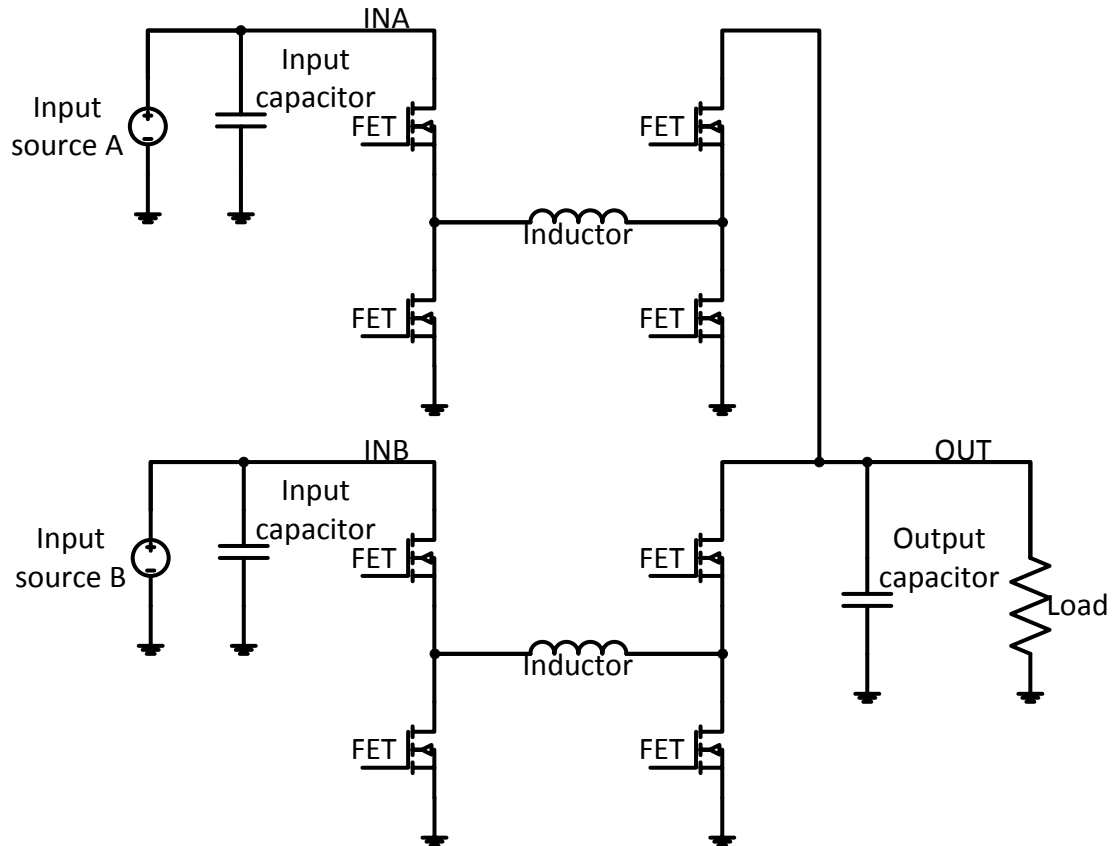 INA
Input
capacitor
Input
source A
FET
FET
Inductor
FET
FET
INB
OUT
Input
capacitor
Input
source B
FET
FET
Output
capacitor
Load
Inductor
FET
FET